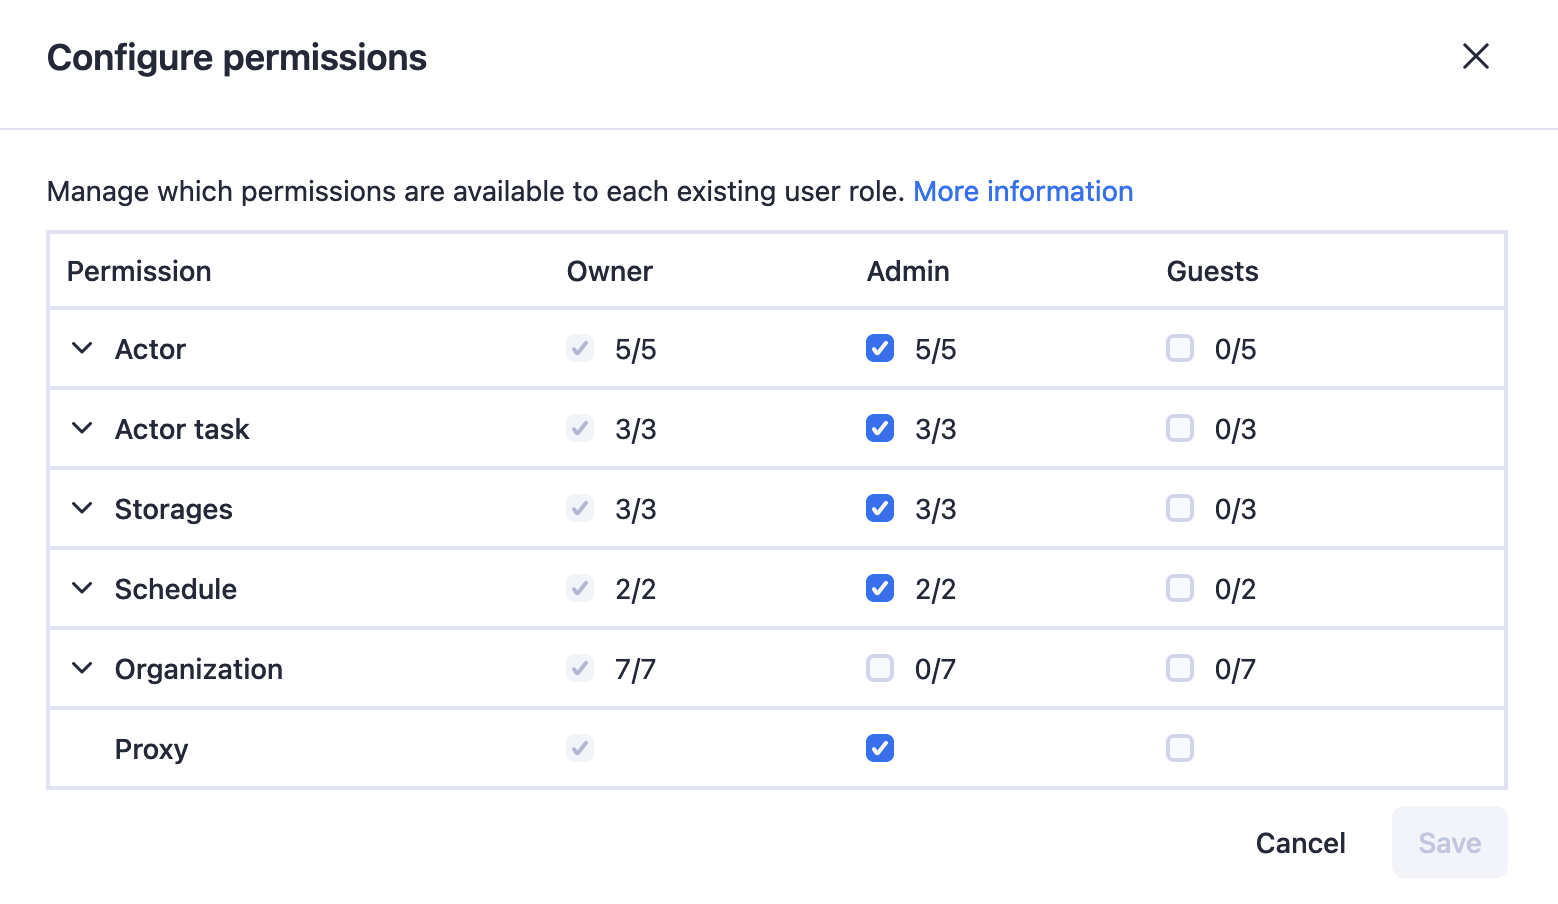 Configure permissions
Manage which permissions are available to each existing user role. More information
Permission Owner Admin Guests
Actor 5/5 5/5 0/5
Actor task 3/3 3/3 0/3
Storages 3/3 3/3 0/3
Schedule 2/2 2/2 0/2
Organization 7/7 0/7 0/7
Proxy
Cancel Save